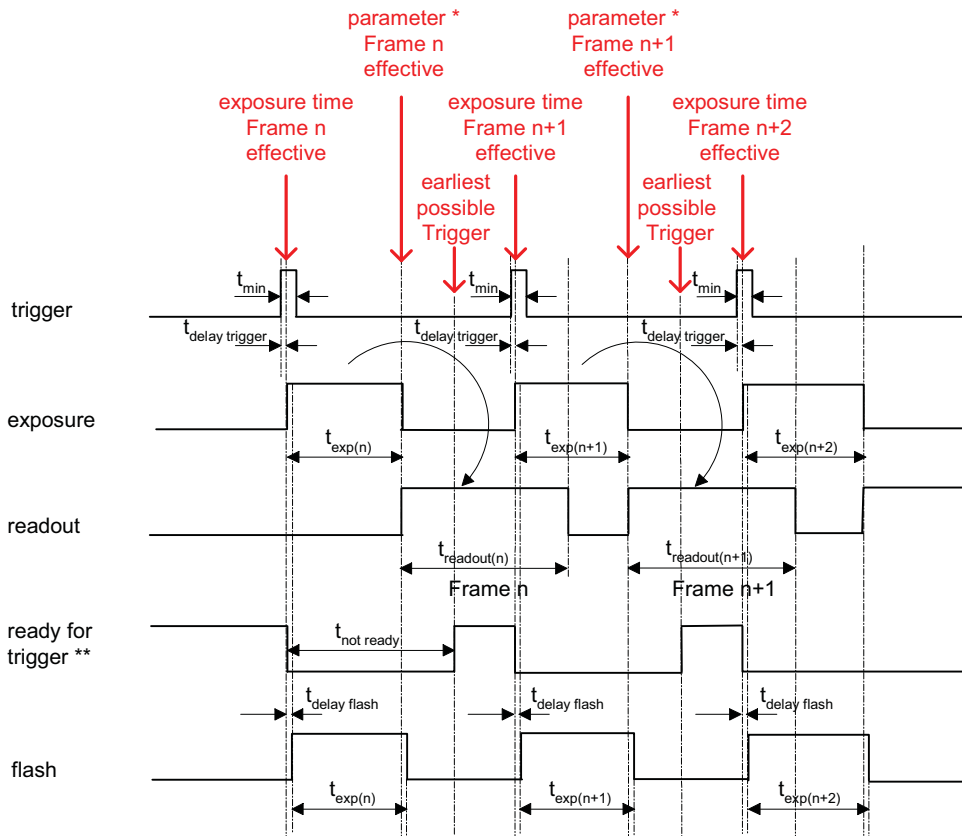 parameter *
Frame n
effective
parameter *
Frame n+1
effective
exposure time
Frame n
effective
exposure time
Frame n+1
effective
exposure time
Frame n+2
effective
earliest
possible
Trigger
earliest
possible
Trigger
trigger
tmin
tmin
tmin
tdelay trigger
tdelay trigger
tdelay trigger
exposure
texp(n)
texp(n+1)
texp(n+2)
readout
treadout(n)
treadout(n+1)
Frame n
Frame n+1
ready for
trigger **
tnot ready
tdelay flash
tdelay flash
tdelay flash
flash
texp(n)
texp(n+1)
texp(n+2)